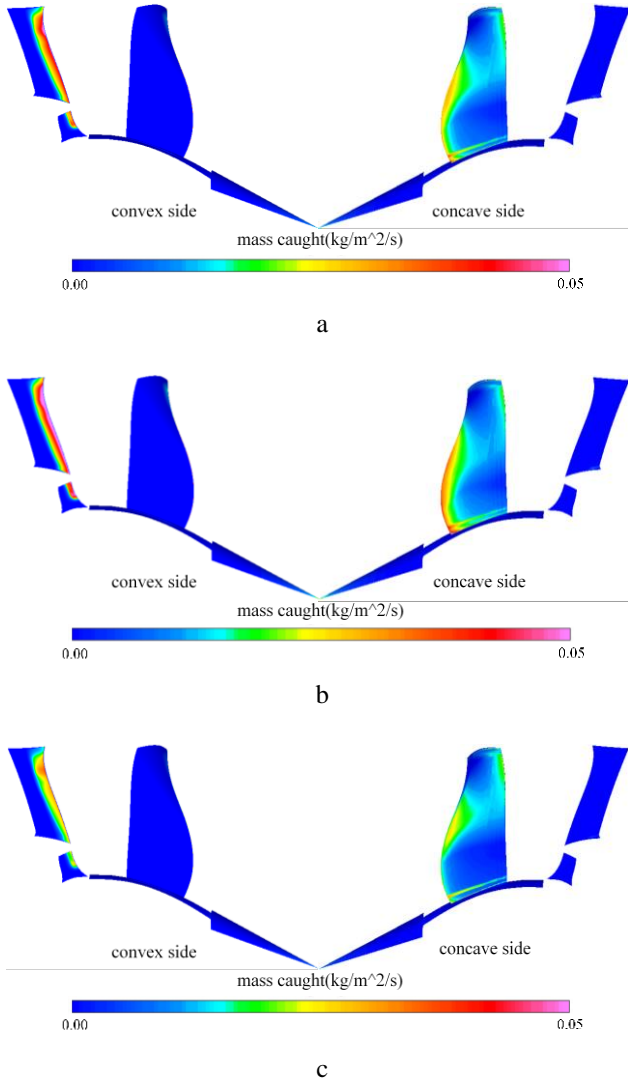 convex side concave side
mass caught(kg/m^2/s)
0.00 0.05
a
convex side concave side
mass caught(kg/m^2/s)
0.00 0.05
b
convex side concave side
mass caught(kg/m^2/s)
0.00 0.05
c